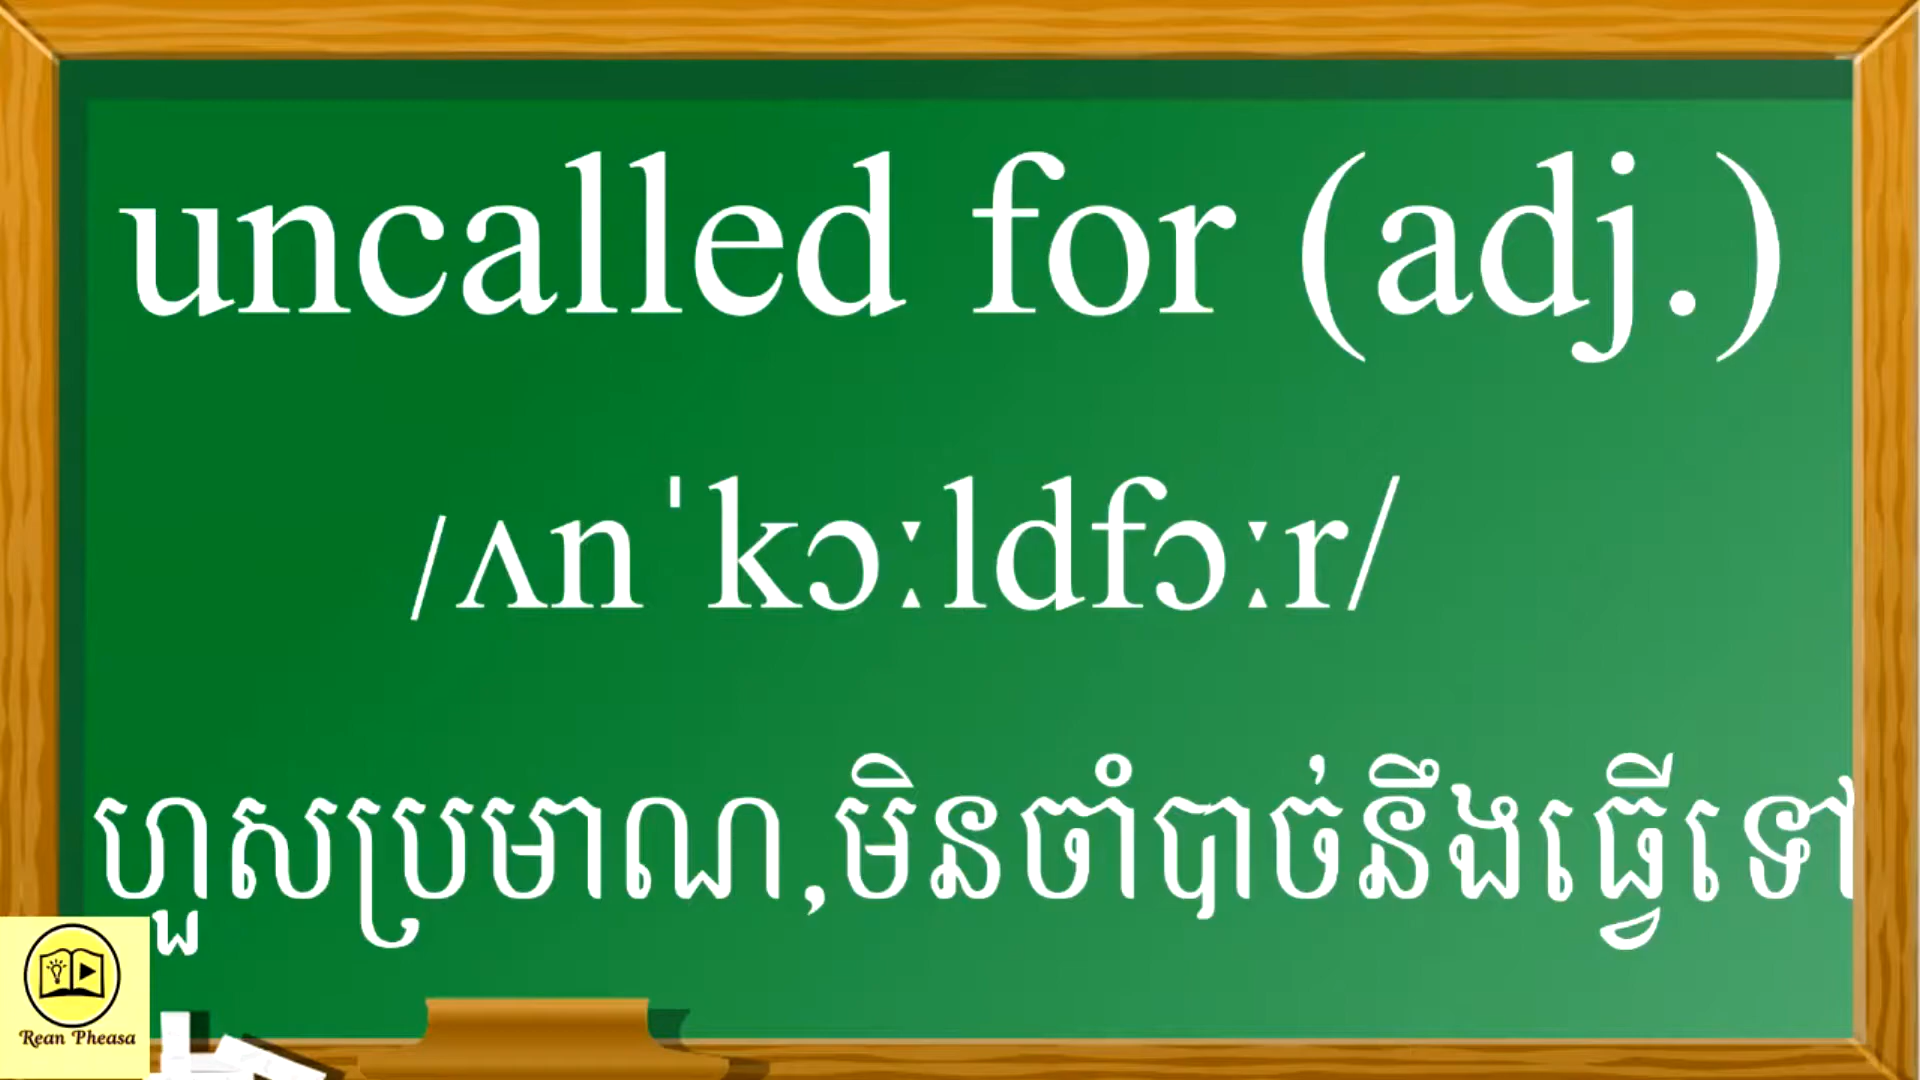 uncalled for (adj.)
/ʌnˈkɔːldfɔːr/
ហួសប្រមាណ,មិនចាំបាច់នឹងធ្វើទៅ
Rean Pheasa